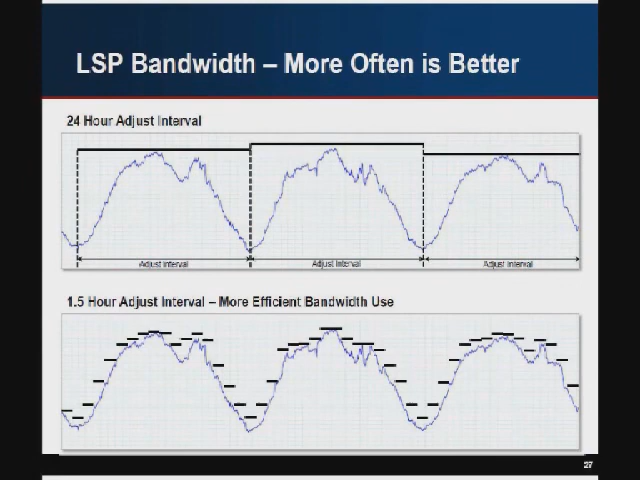 LSP Bandwidth – More Often is Better
24 Hour Adjust Interval
Adjust Interval Adjust Interval Adjust Interval
1.5 Hour Adjust Interval – More Efficient Bandwidth Use
27